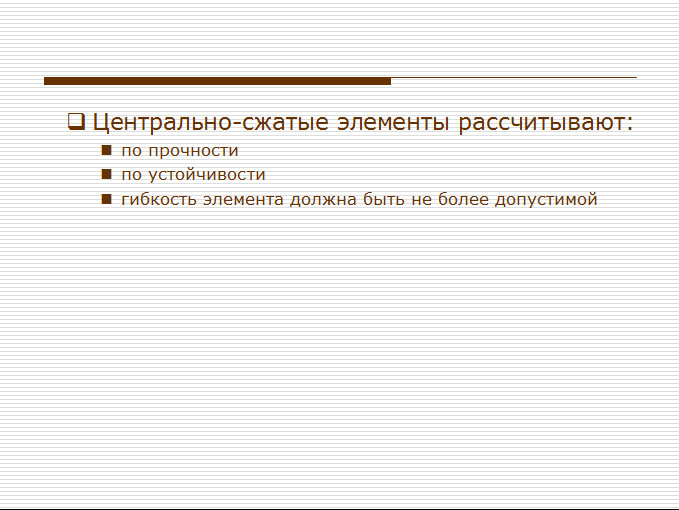 Центрально-сжатые элементы рассчитывают:
по прочности
по устойчивости
гибкость элемента должна быть не более допустимой